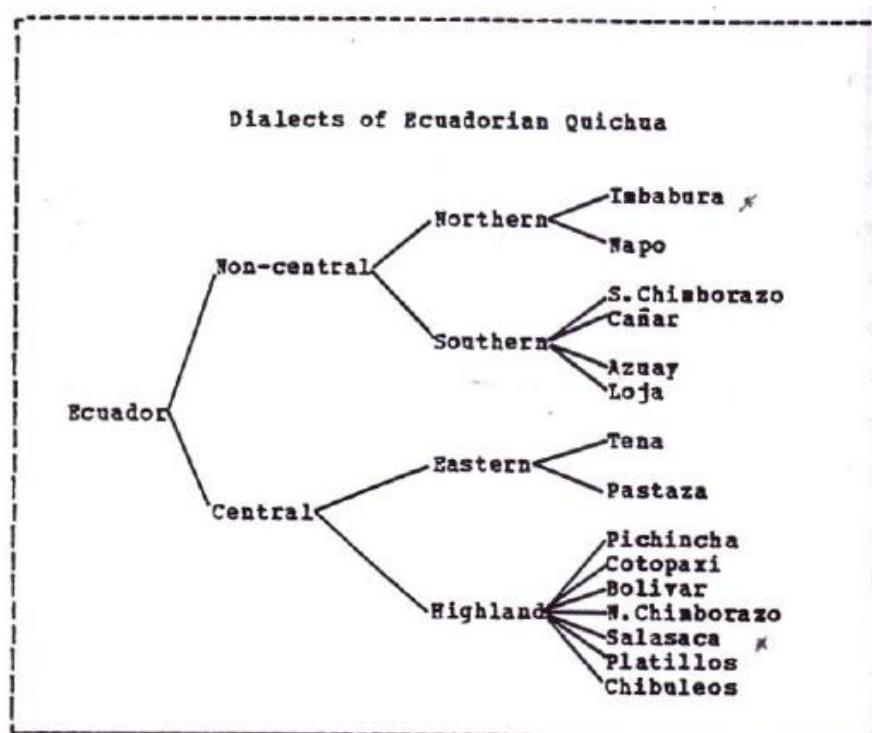 Dialects of Ecuadorian Quichua
Imbabura
Northern
Napo
Non-central
S.Chimborazo
Cañar
Southern
Azuay
Loja
Ecuador
Tena
Eastern
Pastaza
Central
Pichincha
Cotopaxi
Bolivar
Highland
N.Chimborazo
Salasaca
Platillos
Chibuleos